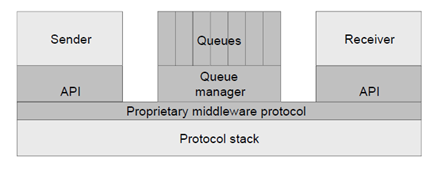 Sender
Queues
Receiver
API
Queue
manager
API
Proprietary middleware protocol
Protocol stack